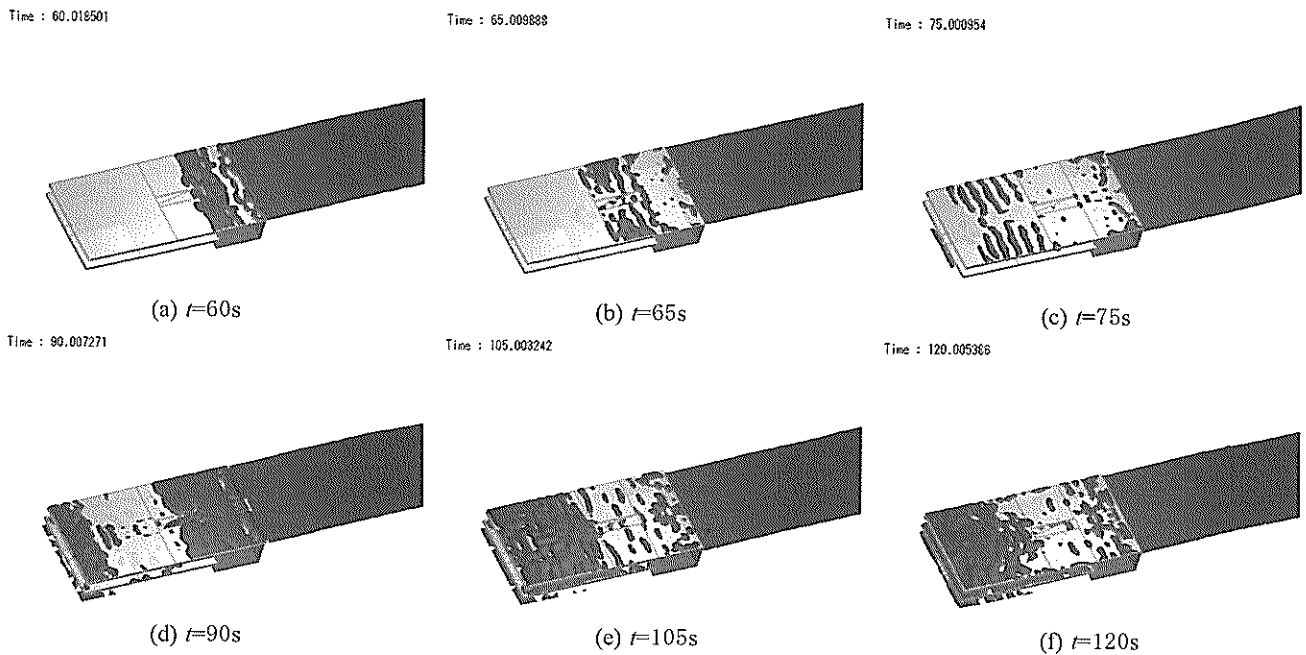 Time : 60.018501
Time : 65.009888
Time : 75.000954
(a) t=60s
(b) t=65s
(c) t=75s
Time : 90.007271
Time : 105.003242
Time : 120.005386
(d) t=90s
(e) t=105s
(f) t=120s